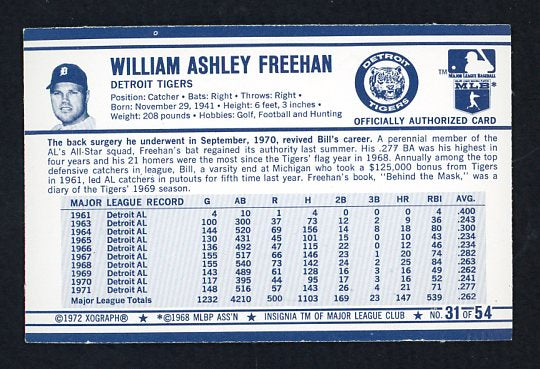 WILLIAM ASHLEY FREEHAN
DETROIT TIGERS
Position: Catcher • Bats: Right • Throws: Right •
Born: November 29, 1941 • Height: 6 feet, 3 inches •
Weight: 208 pounds • Hobbies: Golf, Football and Hunting
DETROIT
TIGERS
TM
MAJOR LEAGUE BASEBALL
MLB
OFFICIALLY AUTHORIZED CARD
The back surgery he underwent in September, 1970, revived Bill's career. A perennial member of the
AL's All-Star squad, Freehan's bat regained its authority last summer. His .277 BA was his highest in
four years and his 21 homers were the most since the Tigers' flag year in 1968. Annually among the top
defensive catchers in league, Bill, a varsity end at Michigan who took a $125,000 bonus from Tigers
in 1961, led AL catchers in putouts for fifth time last year. Freehan's book, "Behind the Mask," was a
diary of the Tigers' 1969 season.
MAJOR LEAGUE RECORD G AB R H 2B 3B HR RBI AVG.
1961 Detroit AL 4 10 1 4 0 0 0 4 .400
1963 Detroit AL 100 300 37 73 12 2 9 36 .243
1964 Detroit AL 144 520 69 156 14 8 18 80 .300
1965 Detroit AL 130 431 45 101 15 0 10 43 .234
1966 Detroit AL 136 492 47 115 22 0 12 46 .234
1967 Detroit AL 155 517 66 146 23 1 20 74 .282
1968 Detroit AL 155 540 73 142 24 2 25 84 .263
1969 Detroit AL 143 489 61 128 16 3 16 49 .262
1970 Detroit AL 117 395 44 95 17 3 16 52 .241
1971 Detroit AL 148 516 57 143 26 4 21 71 .277
Major League Totals 1232 4210 500 1103 169 23 147 539 .262
©1972 XOGRAPH® ★ *©1968 MLBP ASS'N ★ INSIGNIA TM OF MAJOR LEAGUE CLUB ★ NO. 31 OF 54